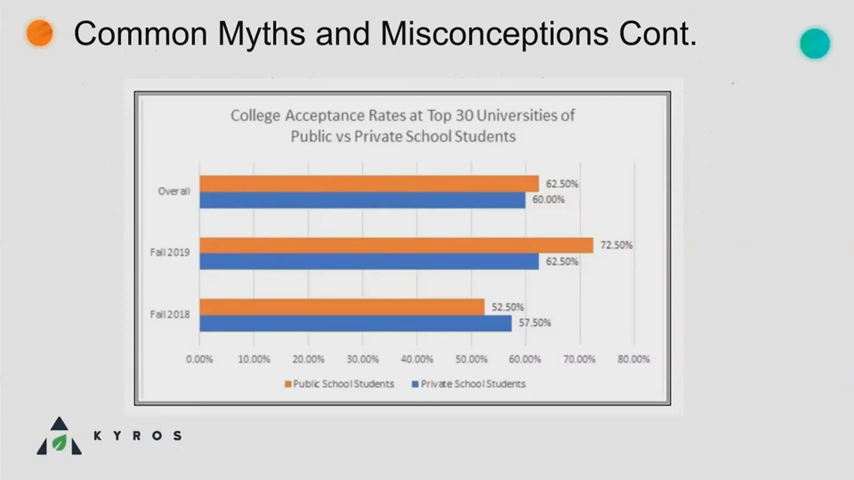 Common Myths and Misconceptions Cont.
College Acceptance Rates at Top 30 Universities of
Public vs Private School Students
Overall
62.50%
60.00%
Fall 2019
72.50%
62.50%
Fall 2018
52.50%
57.50%
0.00% 10.00% 20.00% 30.00% 40.00% 50.00% 60.00% 70.00% 80.00%
Public School Students Private School Students
KYROS